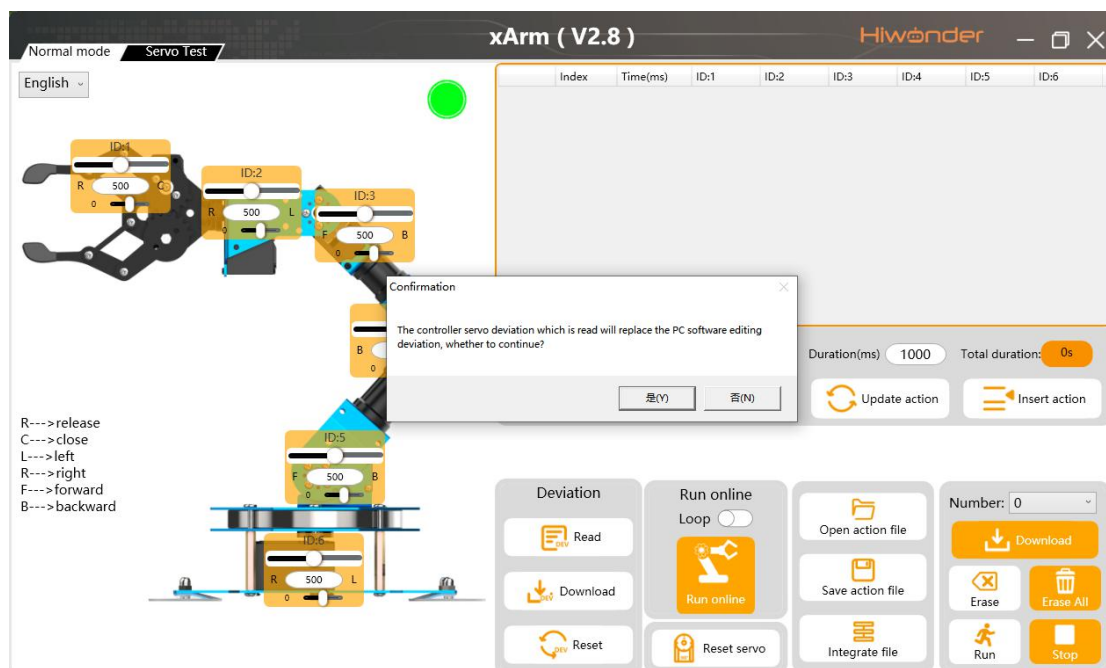 xArm ( V2.8 )
Hiwonder
Normal mode
Servo Test
English
Index Time(ms) ID:1 ID:2 ID:3 ID:4 ID:5 ID:6
ID:1
R 500 C
0
ID:2
R 500 L
0
ID:3
F 500 B
0
Confirmation
The controller servo deviation which is read will replace the PC software editing
deviation, whether to continue?
是(Y) 否(N)
B
0
Duration(ms) 1000 Total duration: 0s
Update action
Insert action
R--->release
C--->close
L--->left
R--->right
F--->forward
B--->backward
ID:5
F 500 B
0
ID:6
R 500 L
0
Deviation
DEV Read
DEV Download
DEV Reset
Run online
Loop
Run online
Reset servo
Open action file
Save action file
Integrate file
Number: 0
Download
Erase
Erase All
Run
Stop